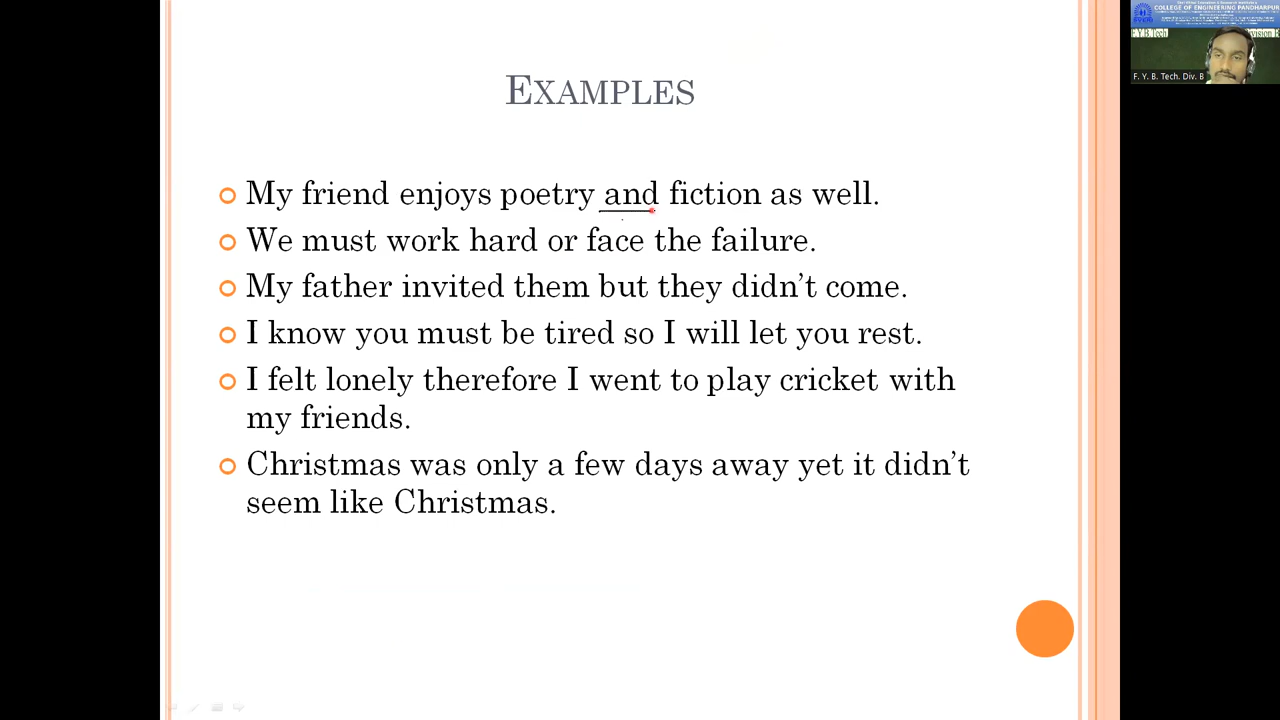 EXAMPLES
My friend enjoys poetry and fiction as well.
We must work hard or face the failure.
My father invited them but they didn’t come.
I know you must be tired so I will let you rest.
I felt lonely therefore I went to play cricket with
my friends.
Christmas was only a few days away yet it didn’t
seem like Christmas.
COLLEGE OF ENGINEERING PANDHARPUR
F.Y.B.Tech
F. Y. B. Tech. Div. B